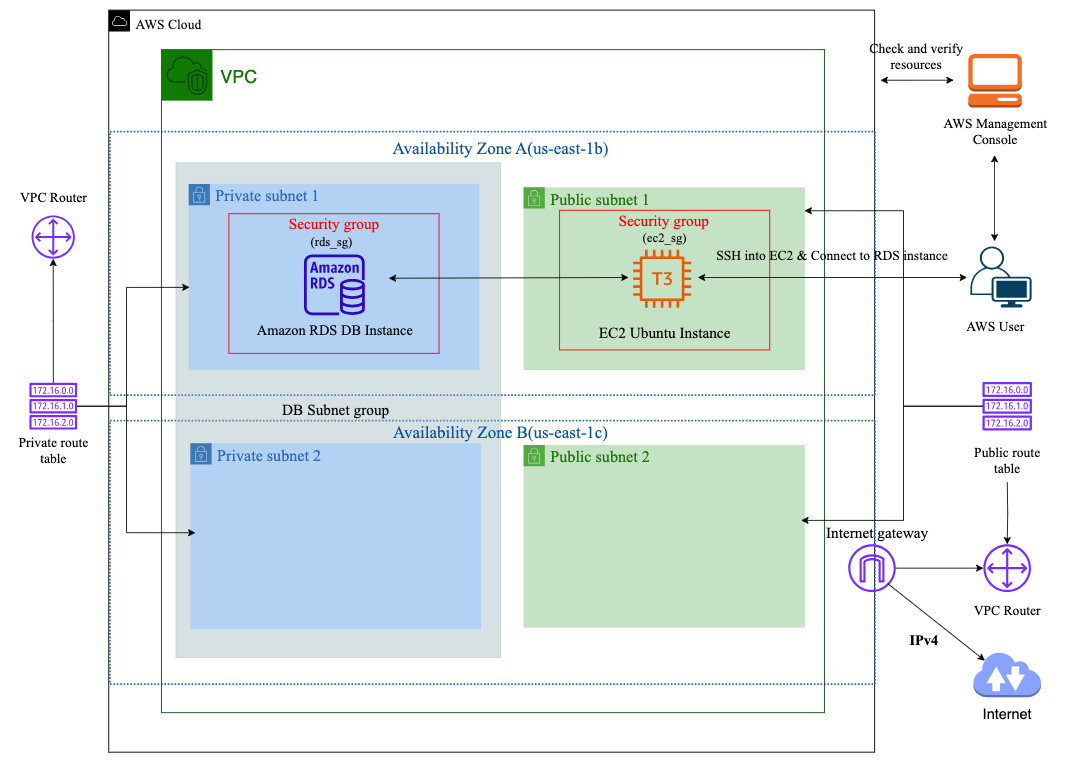 AWS Cloud
VPC
Check and verify
resources
AWS Management
Console
Availability Zone A(us-east-1b)
Private subnet 1
Public subnet 1
VPC Router
Security group
(rds_sg)
Amazon
RDS
Amazon RDS DB Instance
Security group
(ec2_sg)
T3
EC2 Ubuntu Instance
SSH into EC2 & Connect to RDS instance
AWS User
172.16.0.0
172.16.1.0
172.16.2.0
Private route
table
DB Subnet group
172.16.0.0
172.16.1.0
172.16.2.0
Public route
table
Availability Zone B(us-east-1c)
Private subnet 2
Public subnet 2
Internet gateway
VPC Router
IPv4
Internet